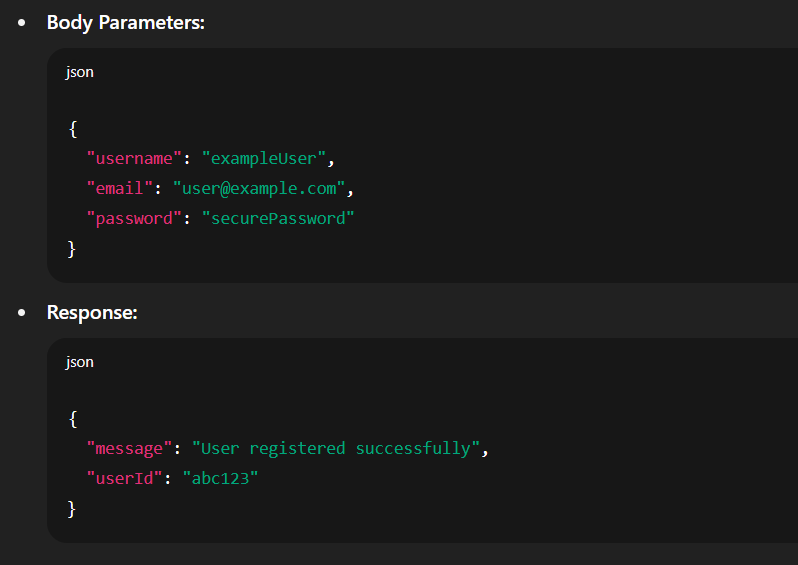 Body Parameters:
json
{
"username": "exampleUser",
"email": "user@example.com",
"password": "securePassword"
}
Response:
json
{
"message": "User registered successfully",
"userId": "abc123"
}